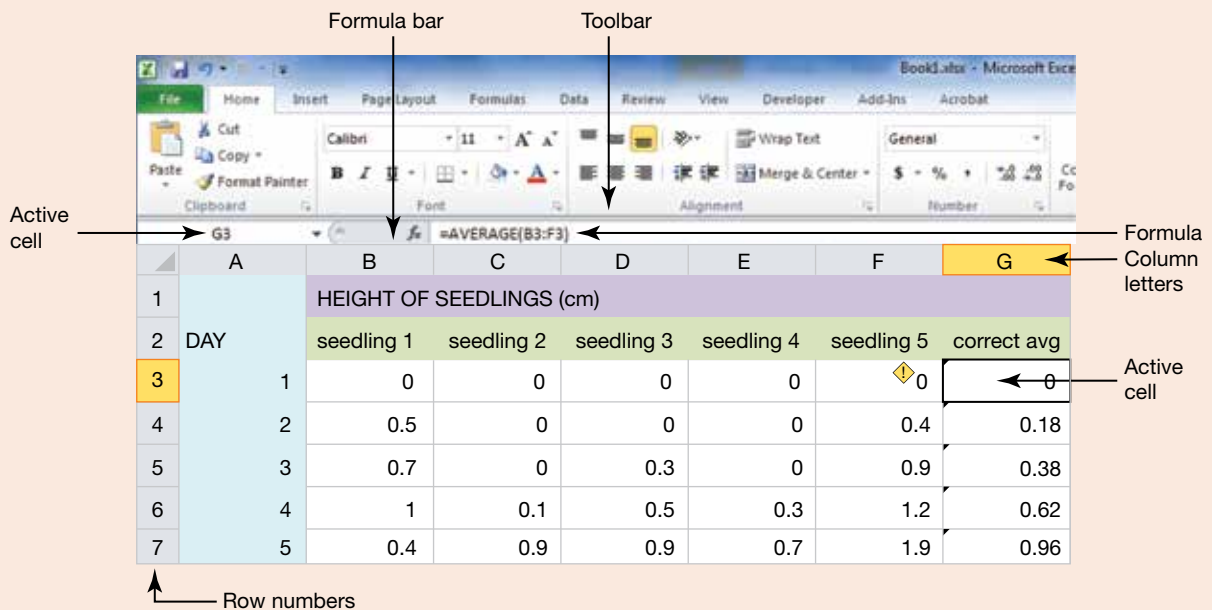 Formula bar
Toolbar
Book1.xlsx - Microsoft Exce
File Home Insert Page Layout Formulas Data Review View Developer Add-Ins Acrobat
Paste
Cut
Copy
Format Painter
Clipboard
Calibri 11 A A
B I U A
Font
Wrap Text
Merge & Center
Alignment
General
$ % ,
Number
Active
cell
G3 fx =AVERAGE(B3:F3)
Formula
A B C D E F G
Column
letters
1 HEIGHT OF SEEDLINGS (cm)
2 DAY seedling 1 seedling 2 seedling 3 seedling 4 seedling 5 correct avg
3 1 0 0 0 0 ! 0 0
Active
cell
4 2 0.5 0 0 0 0.4 0.18
5 3 0.7 0 0.3 0 0.9 0.38
6 4 1 0.1 0.5 0.3 1.2 0.62
7 5 0.4 0.9 0.9 0.7 1.9 0.96
Row numbers